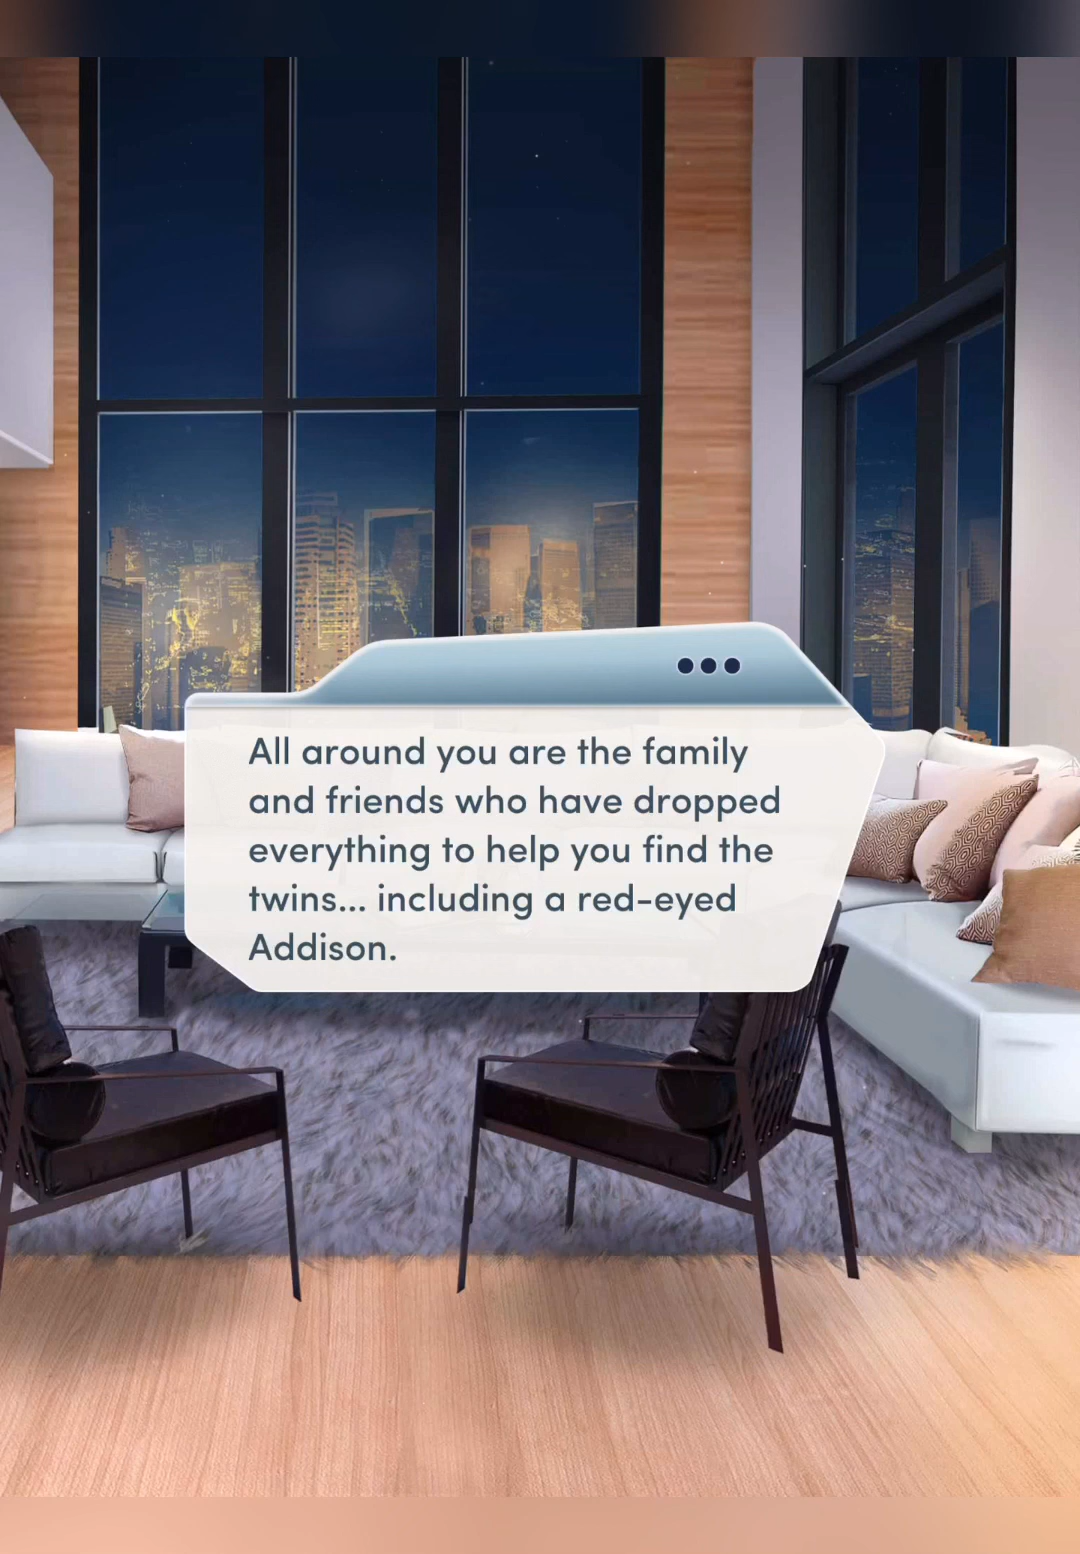 All around you are the family
and friends who have dropped
everything to help you find the
twins... including a red-eyed
Addison.